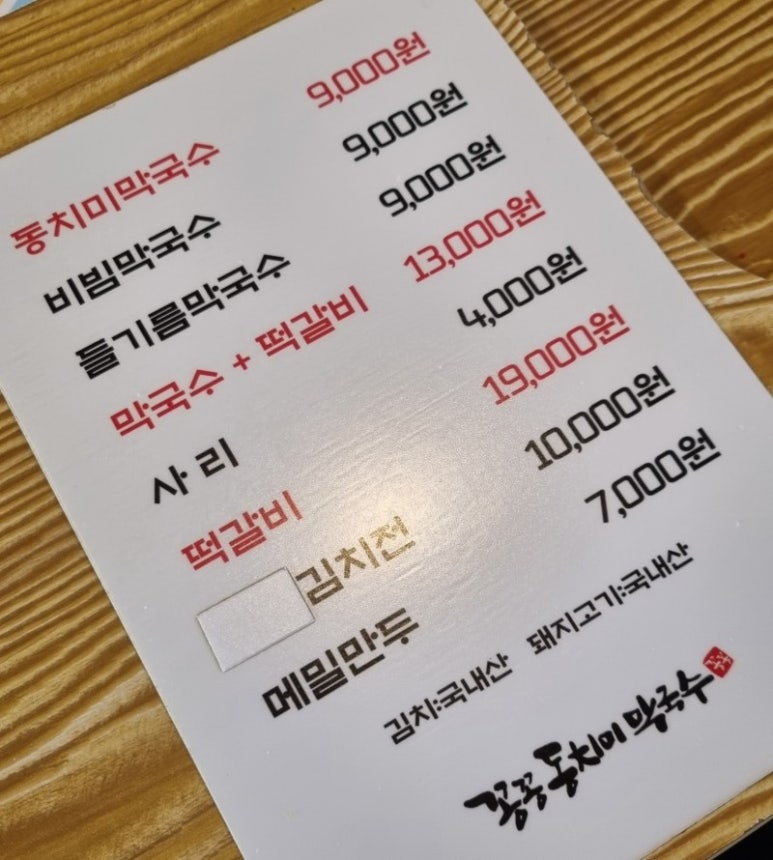 동치미막국수 9,000원
비빔막국수 9,000원
들기름막국수 9,000원
막국수 + 떡갈비 13,000원
사 리 4,000원
떡갈비 19,000원
김치전 10,000원
메밀만두 7,000원
김치:국내산 돼지고기:국내산
꽁꽁 동치미 막국수